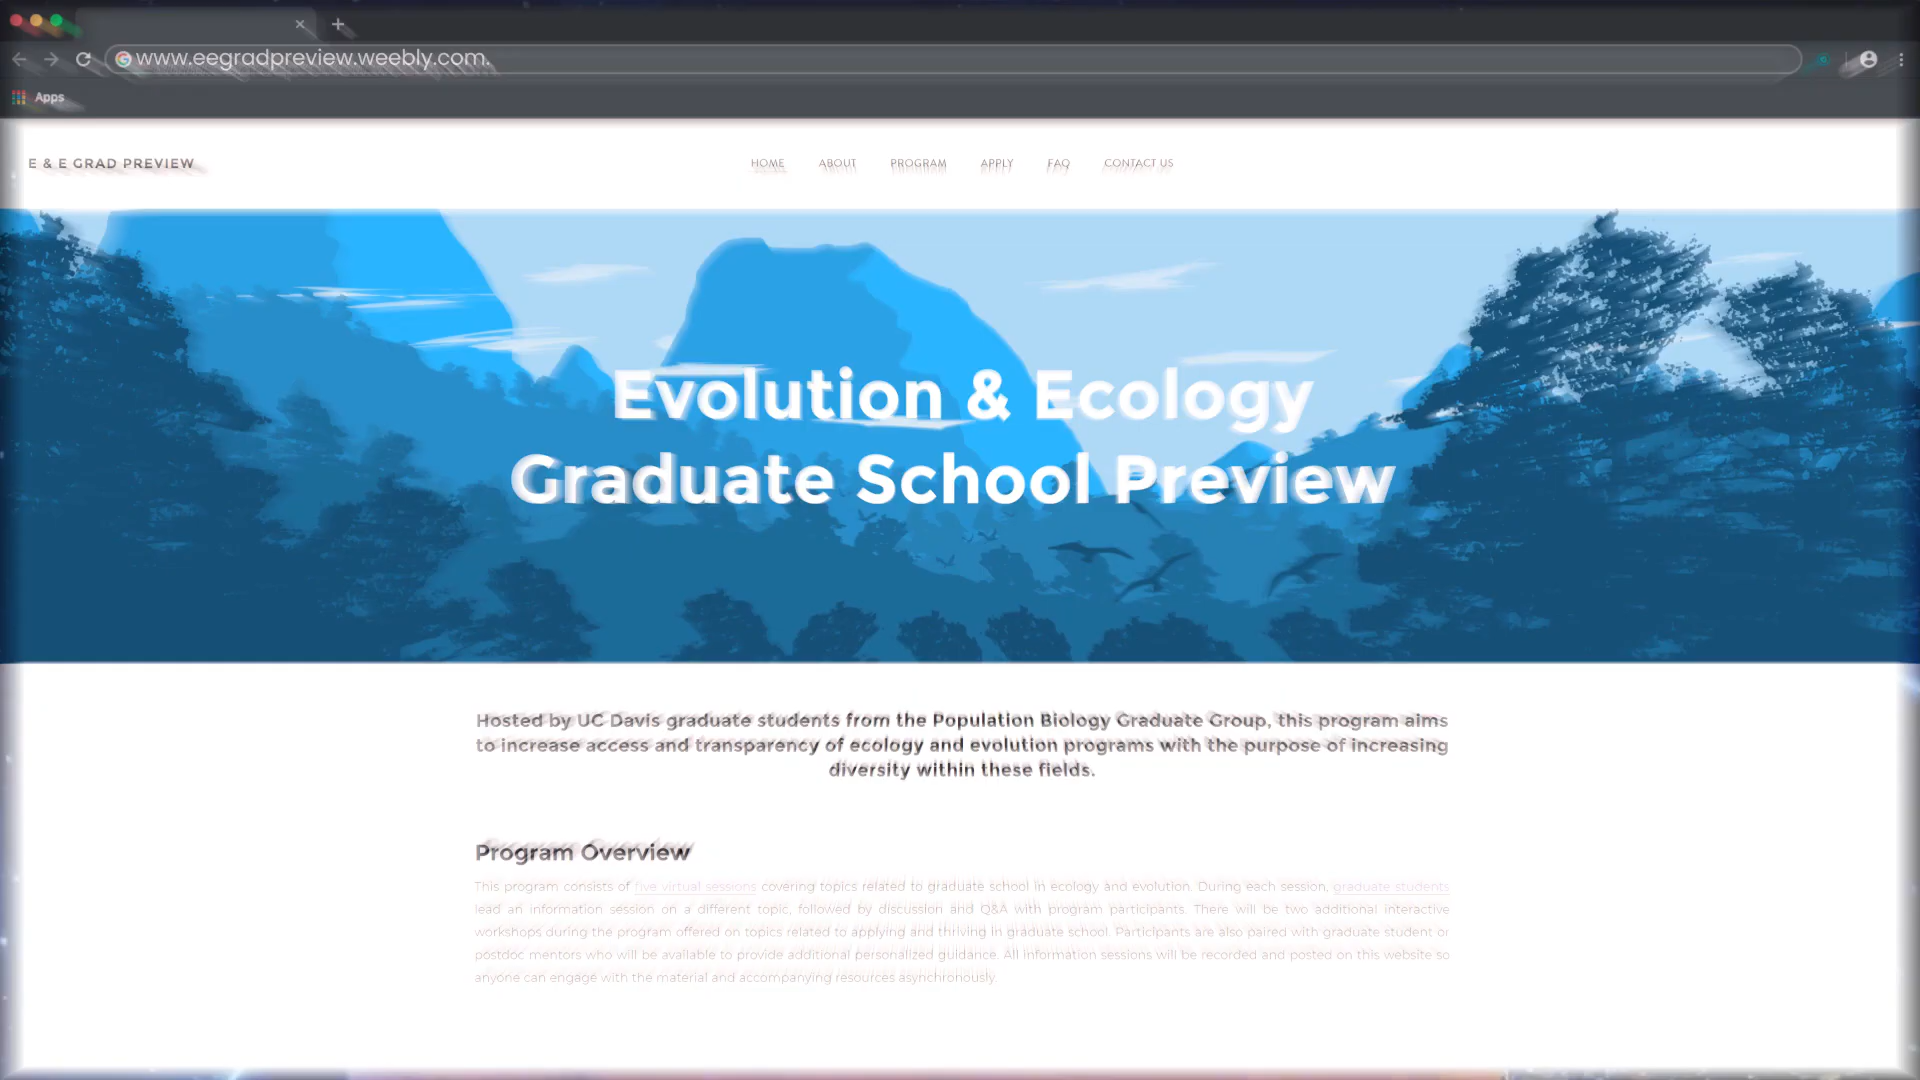 www.eegradpreview.weebly.com.
Apps
E & E GRAD PREVIEW
HOME ABOUT PROGRAM APPLY FAQ CONTACT US
Evolution & Ecology
Graduate School Preview
Hosted by UC Davis graduate students from the Population Biology Graduate Group, this program aims
to increase access and transparency of ecology and evolution programs with the purpose of increasing
diversity within these fields.
Program Overview
This program consists of five virtual sessions covering topics related to graduate school in ecology and evolution. During each session, graduate students
lead an information session on a different topic, followed by discussion and Q&A with program participants. There will be two additional interactive
workshops during the program offered on topics related to applying and thriving in graduate school. Participants are also paired with graduate student or
postdoc mentors who will be available to provide additional personalized guidance. All information sessions will be recorded and posted on this website so
anyone can engage with the material and accompanying resources asynchronously.